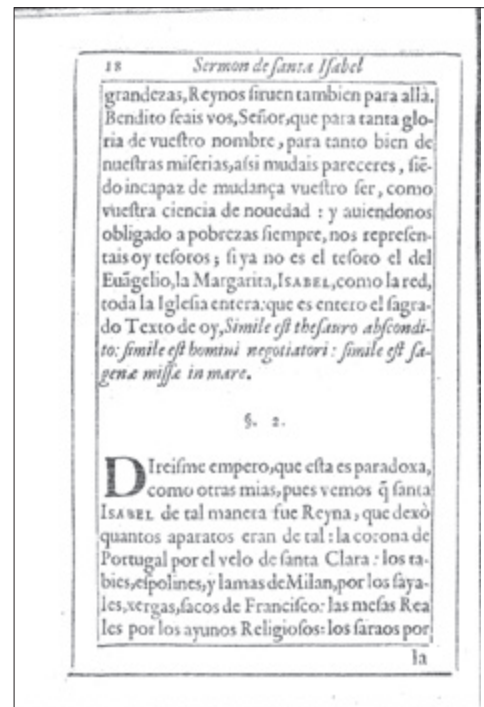 18 Sermon de santa Isabel
grandezas, Reynos siruen tambien para allà.
Bendito seais vos, Señor, que para tanta glo-
ria de vuestro nombre, para tanto bien de
nuestras miserias, assi mudais pareceres, siẽ-
do incapaz de mudança vuestro ser, como
vuestra ciencia de nouedad : y auiendonos
obligado a pobrezas siempre, nos represen-
tais oy tesoros ; si ya no es el tesoro el del
Euãgelio, la Margarita, ISABEL, como la red,
toda la Iglesia entera: que es entero el sagra-
do Texto de oy, Simile est thesauro abscondi-
to: simile est homini negotiatori : simile est sa-
genæ missæ in mare.
§. 2.
DIreisme empero, que esta es paradoxa,
como otras mias, pues vemos q̃ santa
ISABEL de tal manera fue Reyna, que dexò
quantos aparatos eran de tal : la corona de
Portugal por el velo de santa Clara : los ta-
bies, espolines, y lamas de Milan, por los saya-
les, xergas, sacos de Francisco: las mesas Rea
les por los ayunos Religiosos: los saraos por
la